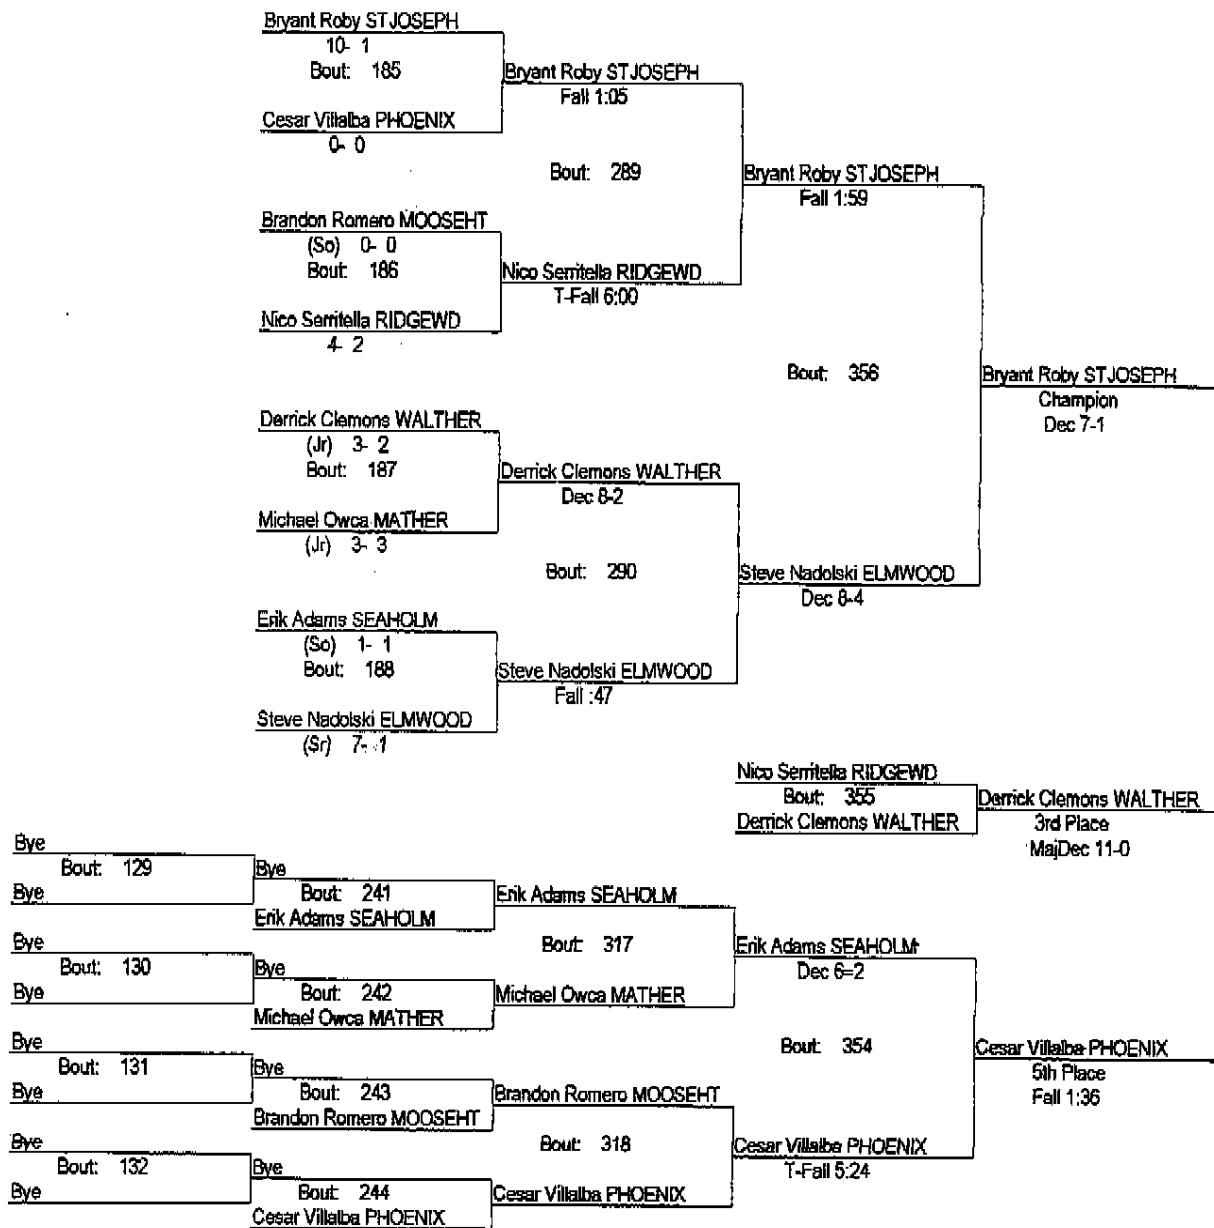 Bryant Roby STJOSEPH
10- 1
Bout: 185
Bryant Roby STJOSEPH
Fall 1:05
Cesar Villalba PHOENIX
0- 0
Bout: 289
Bryant Roby STJOSEPH
Fall 1:59
Brandon Romero MOOSEHT
(So) 0- 0
Bout: 186
Nico Serritella RIDGEWD
T-Fall 6:00
Nico Serritella RIDGEWD
4- 2
Bout: 356
Bryant Roby STJOSEPH
Champion
Dec 7-1
Derrick Clemons WALTHER
(Jr) 3- 2
Bout: 187
Derrick Clemons WALTHER
Dec 8-2
Michael Owca MATHER
(Jr) 3- 3
Bout: 290
Steve Nadolski ELMWOOD
Dec 8-4
Erik Adams SEAHOLM
(So) 1- 1
Bout: 188
Steve Nadolski ELMWOOD
Fall :47
Steve Nadolski ELMWOOD
(Sr) 7- 1
Nico Serritella RIDGEWD
Bout: 355
Derrick Clemons WALTHER
Derrick Clemons WALTHER
3rd Place
MajDec 11-0
Bye
Bout: 129
Bye
Bye
Bout: 241
Erik Adams SEAHOLM
Erik Adams SEAHOLM
Bye
Bout: 130
Bye
Bye
Bout: 242
Michael Owca MATHER
Bout: 317
Michael Owca MATHER
Erik Adams SEAHOLM
Dec 6=2
Bye
Bout: 131
Bye
Bye
Bout: 243
Brandon Romero MOOSEHT
Brandon Romero MOOSEHT
Bout: 354
Cesar Villalba PHOENIX
5th Place
Fall 1:36
Bye
Bout: 132
Bye
Bye
Bout: 244
Cesar Villalba PHOENIX
Bout: 318
Cesar Villalba PHOENIX
Cesar Villalba PHOENIX
T-Fall 5:24